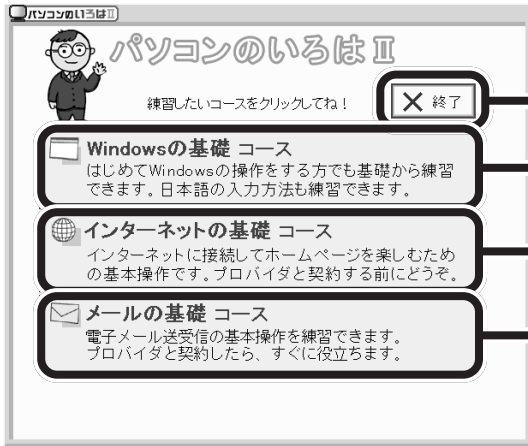 パソコンのいろはⅡ
パソコンのいろはⅡ
練習したいコースをクリックしてね!
終了
Windowsの基礎 コース
はじめてWindowsの操作をする方でも基礎から練習
できます。日本語の入力方法も練習できます。
インターネットの基礎 コース
インターネットに接続してホームページを楽しむため
の基本操作です。プロバイダと契約する前にどうぞ。
メールの基礎 コース
電子メール送受信の基本操作を練習できます。
プロバイダと契約したら、すぐに役立ちます。